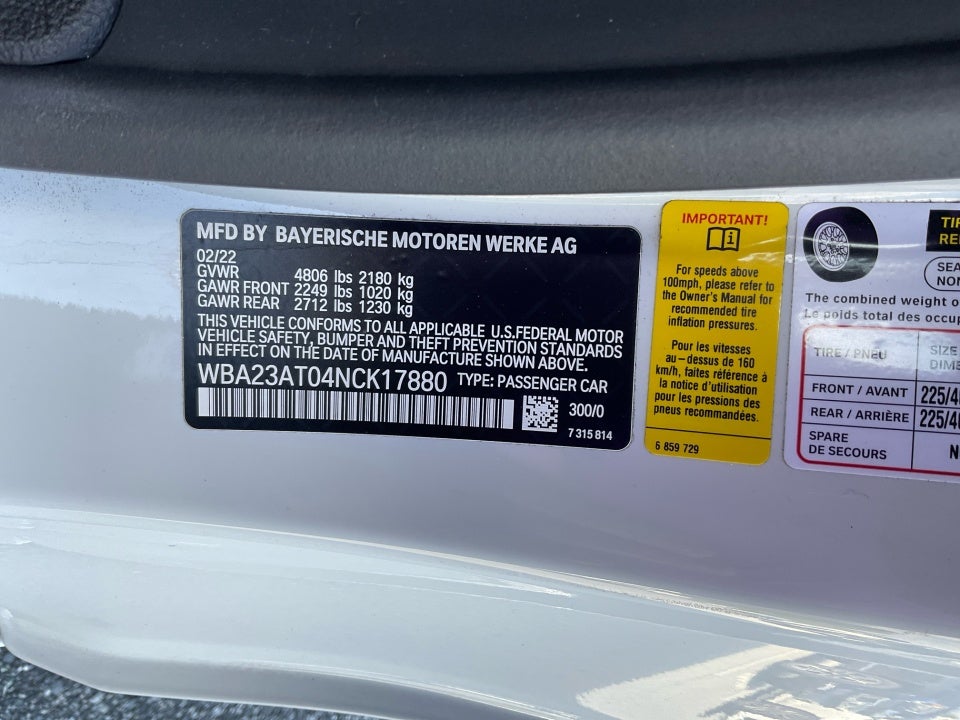 MFD BY BAYERISCHE MOTOREN WERKE AG
02/22
GVWR 4806 lbs 2180 kg
GAWR FRONT 2249 lbs 1020 kg
GAWR REAR 2712 lbs 1230 kg
THIS VEHICLE CONFORMS TO ALL APPLICABLE U.S.FEDERAL MOTOR
VEHICLE SAFETY, BUMPER AND THEFT PREVENTION STANDARDS
IN EFFECT ON THE DATE OF MANUFACTURE SHOWN ABOVE.
WBA23AT04NCK17880 TYPE: PASSENGER CAR
300/0
7 315 814
IMPORTANT!
For speeds above
100mph, please refer to
the Owner's Manual for
recommended tire
inflation pressures.
Pour les vitesses
au-dessus de 160
km/h, faites référence à
la notice d'utilisation
pour les pressions des
pneus recommandées.
6 859 729
The combined weight
Le poids total des
TIRE / PNEU SIZE
FRONT / AVANT
REAR / ARRIÈRE
SPARE
DE SECOURS